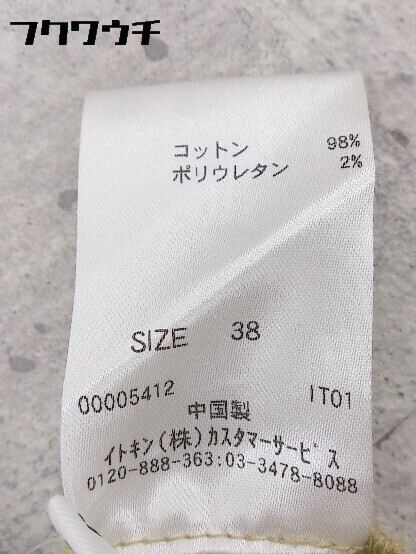 フクワウチ
コットン 98%
ポリウレタン 2%
SIZE 38
00005412 IT01
中国製
イトキン(株)カスタマーサービス
0120-888-363:03-3478-8088